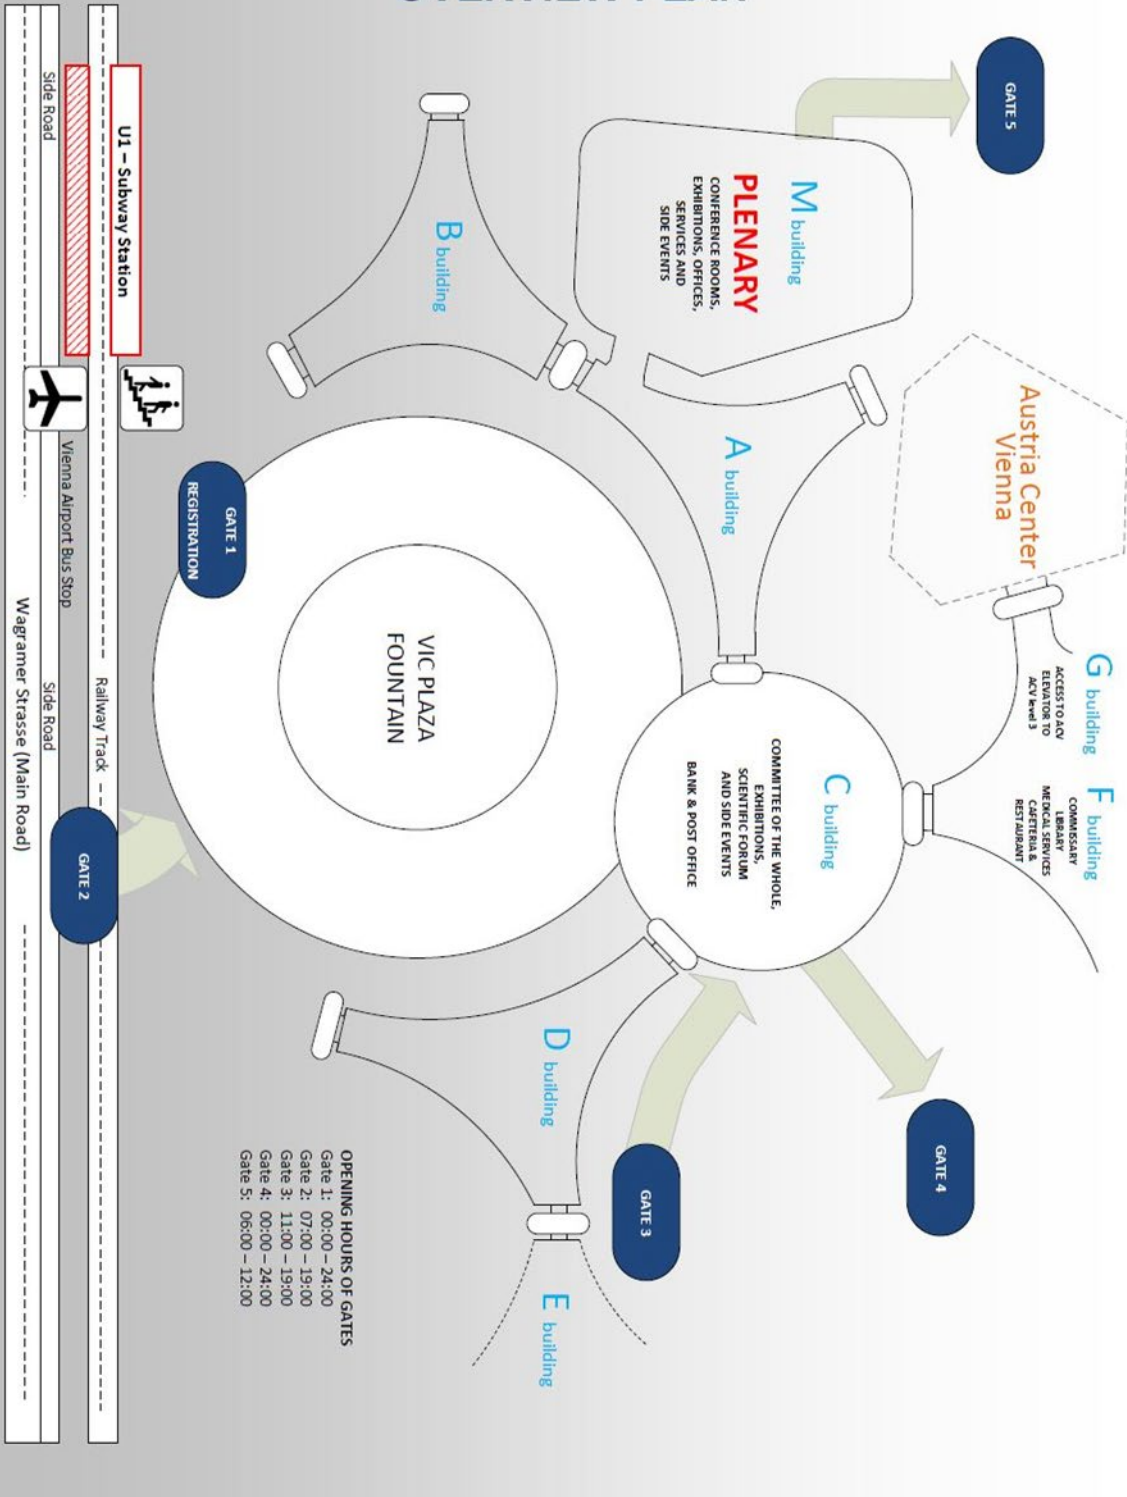 OVERVIEW PLAN
GATE 5
M building
PLENARY
CONFERENCE ROOMS,
EXHIBITIONS, OFFICES,
SERVICES AND
SIDE EVENTS
Austria Center
Vienna
G building
ACCESS TO ACV
ELEVATOR TO
ACV level 3
F building
COMMISSARY
LIBRARY
MEDICAL SERVICES
CAFETERIA &
RESTAURANT
B building
A building
C building
COMMITTEE OF THE WHOLE,
EXHIBITIONS,
SCIENTIFIC FORUM
AND SIDE EVENTS
BANK & POST OFFICE
GATE 4
GATE 3
D building
E building
VIC PLAZA
FOUNTAIN
GATE 1
REGISTRATION
OPENING HOURS OF GATES
Gate 1: 00:00 – 24:00
Gate 2: 07:00 – 19:00
Gate 3: 11:00 – 19:00
Gate 4: 00:00 – 24:00
Gate 5: 06:00 – 12:00
U1 – Subway Station
Railway Track
GATE 2
Vienna Airport Bus Stop
Side Road
Side Road
Wagramer Strasse (Main Road)